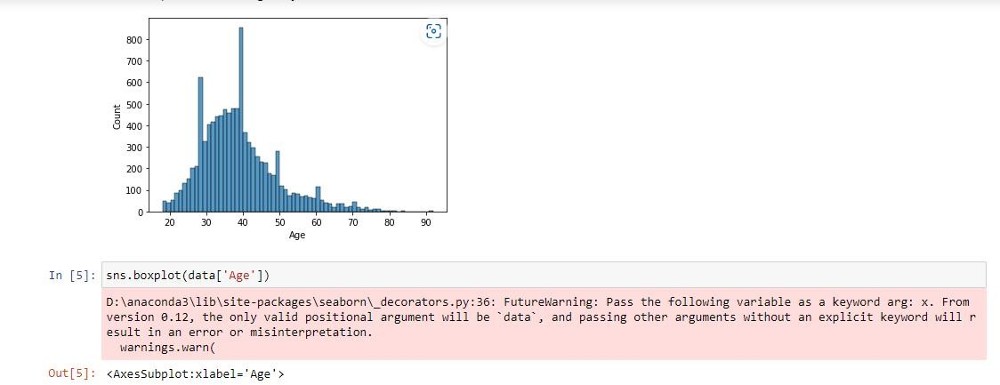 800
700
600
500
400
300
200
100
0
Count
20 30 40 50 60 70 80 90
Age
In [5]: sns.boxplot(data['Age'])
D:\anaconda3\lib\site-packages\seaborn\_decorators.py:36: FutureWarning: Pass the following variable as a keyword arg: x. From
version 0.12, the only valid positional argument will be `data`, and passing other arguments without an explicit keyword will r
esult in an error or misinterpretation.
  warnings.warn(
Out[5]: <AxesSubplot:xlabel='Age'>